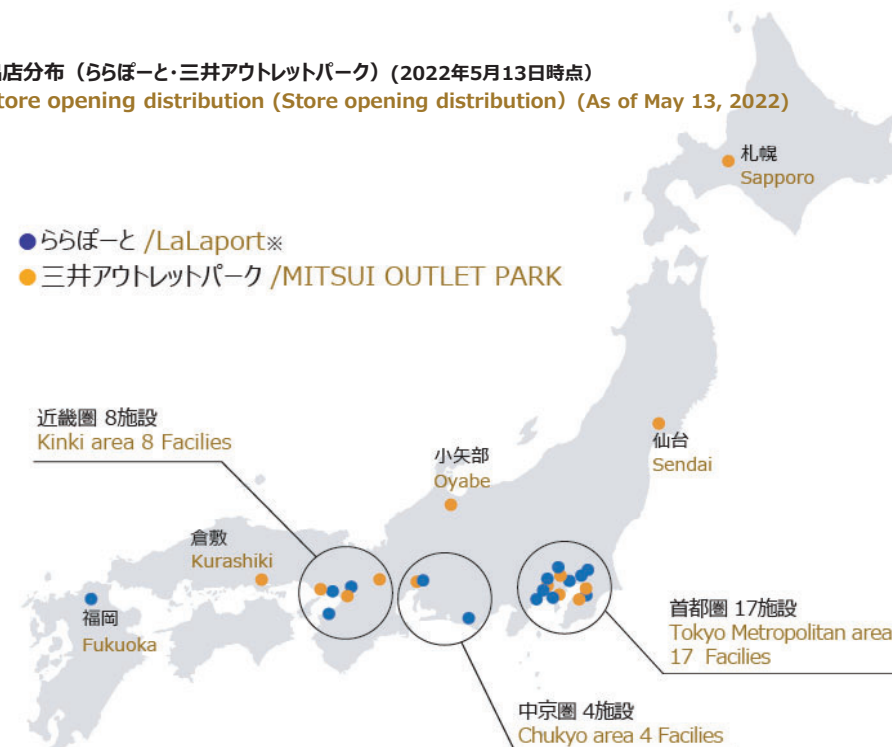 店分布（ららぽーと・三井アウトレットパーク）(2022年5月13日時点）
tore opening distribution (Store opening distribution）(As of May 13, 2022)
札幌
Sapporo
ららぽーと /LaLaport※
三井アウトレットパーク /MITSUI OUTLET PARK
近畿圏 8施設
Kinki area 8 Facilies
仙台
Sendai
小矢部
Oyabe
倉敷
Kurashiki
福岡
Fukuoka
首都圏 17施設
Tokyo Metropolitan area
17 Facilies
中京圏 4施設
Chukyo area 4 Facilies